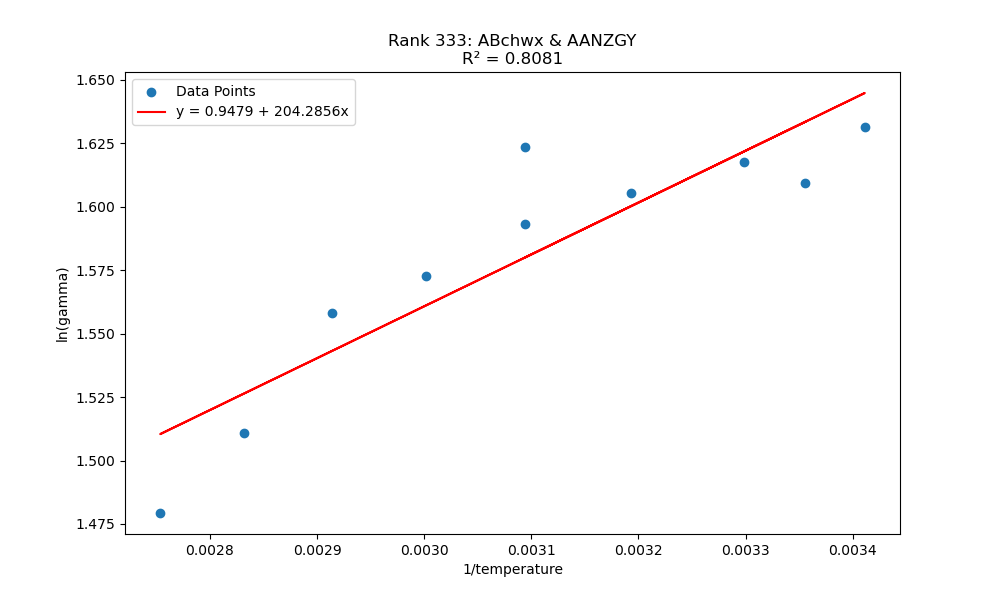 Rank 333: ABchwx & AANZGY
R² = 0.8081
Data Points
y = 0.9479 + 204.2856x
1.650
1.625
1.600
1.575
1.550
1.525
1.500
1.475
ln(gamma)
0.0028 0.0029 0.0030 0.0031 0.0032 0.0033 0.0034
1/temperature